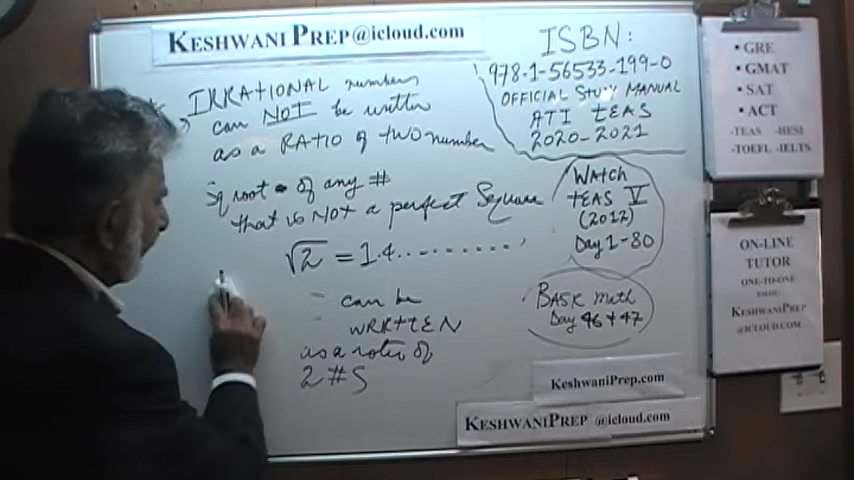 KESHWANI PREP@icloud.com
IRRATIONAL numbers
can NOT be written
as a RATIO of TWO number
Sq root of any #
that is NOT a perfect Square
√2 = 1.4..........
can be
WRITTEN
as a ratio of
2 #S
ISBN:
978-1-56533-199-0
OFFICIAL STUDY MANUAL
ATI TEAS
2020-2021
WATCH
TEAS V
(2012)
Day 1-80
BASIC Math
Day 46 + 47
KESHWANIPREP.com
KESHWANIPREP @icloud.com
• GRE
• GMAT
• SAT
• ACT
-TEAS -HESI
-TOEFL -IELTS
ON-LINE
TUTOR
ONE-TO-ONE
EMAIL:
KESHWANIPREP
@ICLOUD.COM